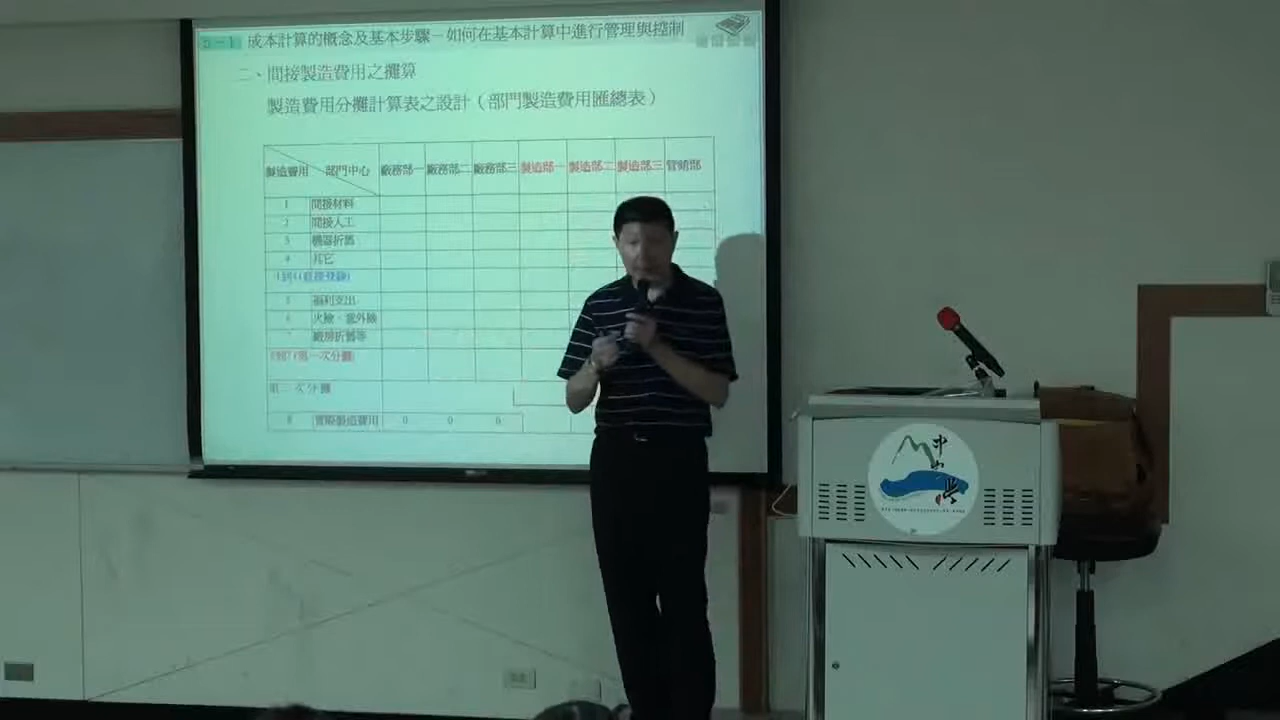 5－1 成本計算的概念及基本步驟－如何在基本計算中進行管理與控制
二、間接製造費用之攤算
製造費用分攤計算表之設計（部門製造費用匯總表）
製造費用 部門中心 廠務部一 廠務部二 廠務部三 製造部一 製造部二 製造部三 管銷部
1 間接材料
2 間接人工
3 機器折舊
4 其它
5 福利支出
6 火險、意外險
7 廠房折舊等
第二次分攤
8 實際製造費用 0 0 0
中山